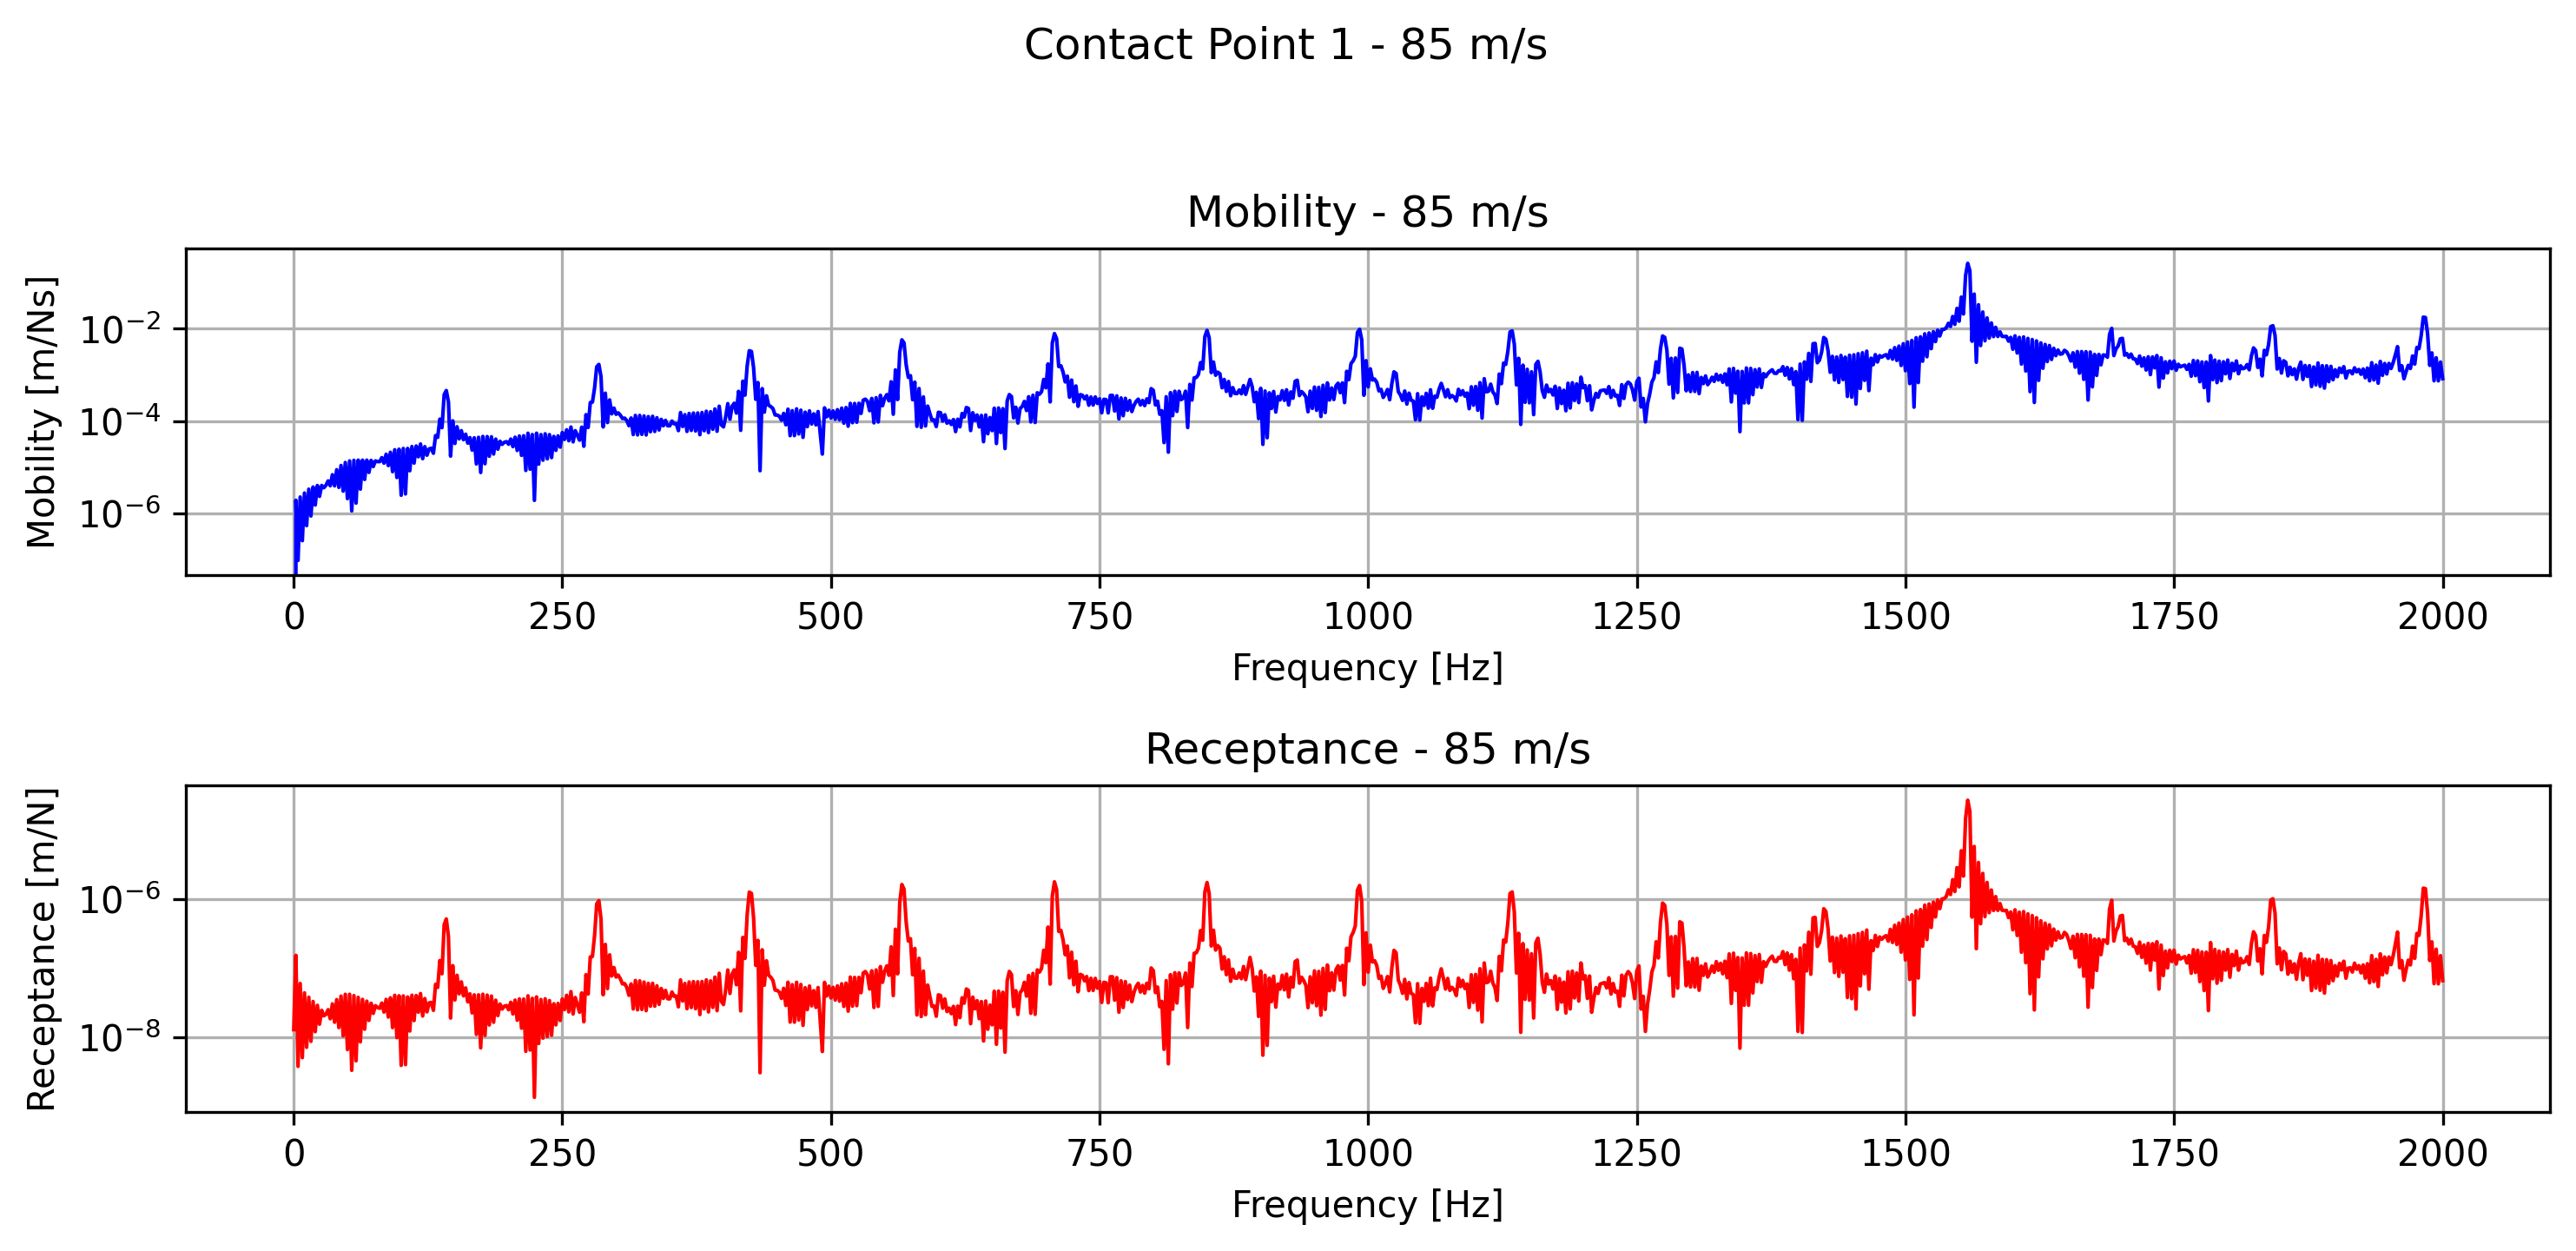 Contact Point 1 - 85 m/s
Mobility - 85 m/s
Mobility [m/Ns]
10⁻²
10⁻⁴
10⁻⁶
0 250 500 750 1000 1250 1500 1750 2000
Frequency [Hz]
Receptance - 85 m/s
Receptance [m/N]
10⁻⁶
10⁻⁸
0 250 500 750 1000 1250 1500 1750 2000
Frequency [Hz]